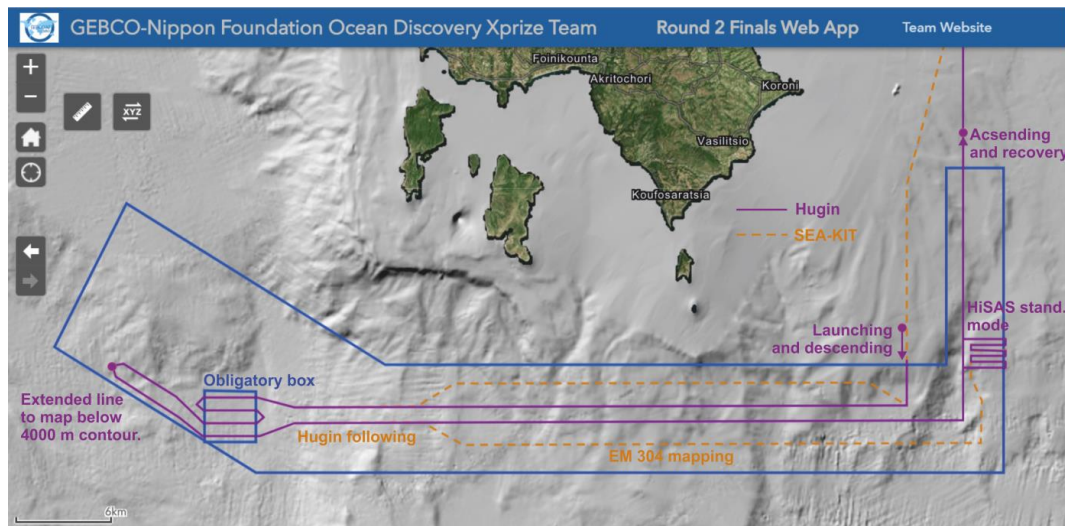 GEBCO-Nippon Foundation Ocean Discovery Xprize Team
Round 2 Finals Web App
Team Website
+
−
XYZ
Foinikounta
Akritochori
Koroni
Vasilitsio
Koufosaratsia
Acsending
and recovery
Hugin
SEA-KIT
HiSAS stand.
mode
Launching
and descending
Obligatory box
Extended line
to map below
4000 m contour.
Hugin following
EM 304 mapping
6km